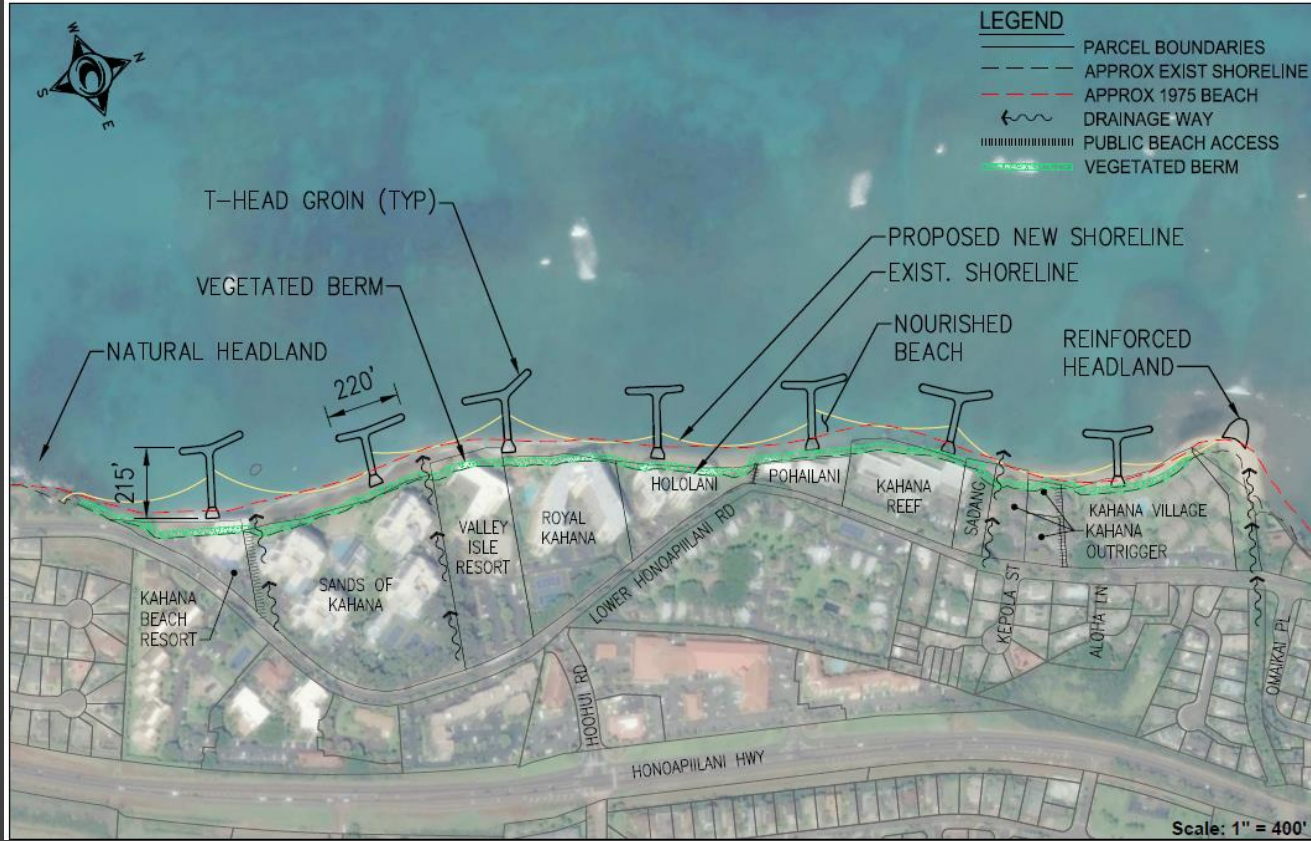 LEGEND
PARCEL BOUNDARIES
APPROX EXIST SHORELINE
APPROX 1975 BEACH
DRAINAGE WAY
PUBLIC BEACH ACCESS
VEGETATED BERM
W
N
S
E
T-HEAD GROIN (TYP)
PROPOSED NEW SHORELINE
EXIST. SHORELINE
VEGETATED BERM
NATURAL HEADLAND
NOURISHED
BEACH
REINFORCED
HEADLAND
220'
215'
KAHANA
BEACH
RESORT
SANDS OF
KAHANA
VALLEY
ISLE
RESORT
ROYAL
KAHANA
HOLOLANI
POHAILANI
KAHANA
REEF
SADANG
KAHANA VILLAGE
KAHANA
OUTRIGGER
LOWER HONOAPIILANI RD
KEPOLA ST
ALOHA LN
OMAIKAI PL
HOOHUI RD
HONOAPIILANI HWY
Scale: 1" = 400'